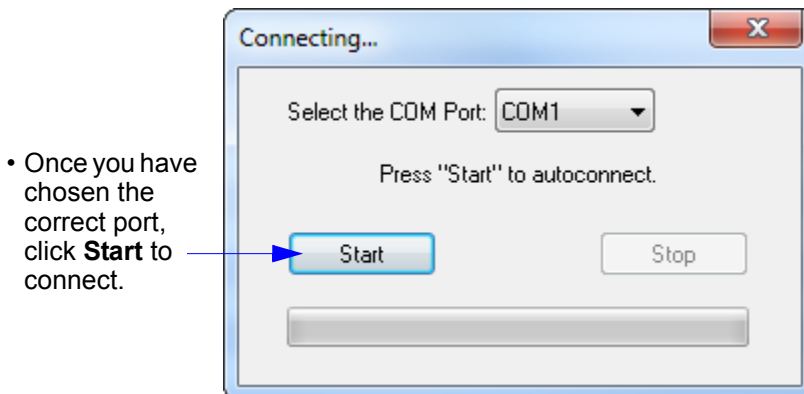 Connecting...
Select the COM Port: COM1
Press "Start" to autoconnect.
• Once you have
chosen the
correct port,
click Start to
connect.
Start
Stop